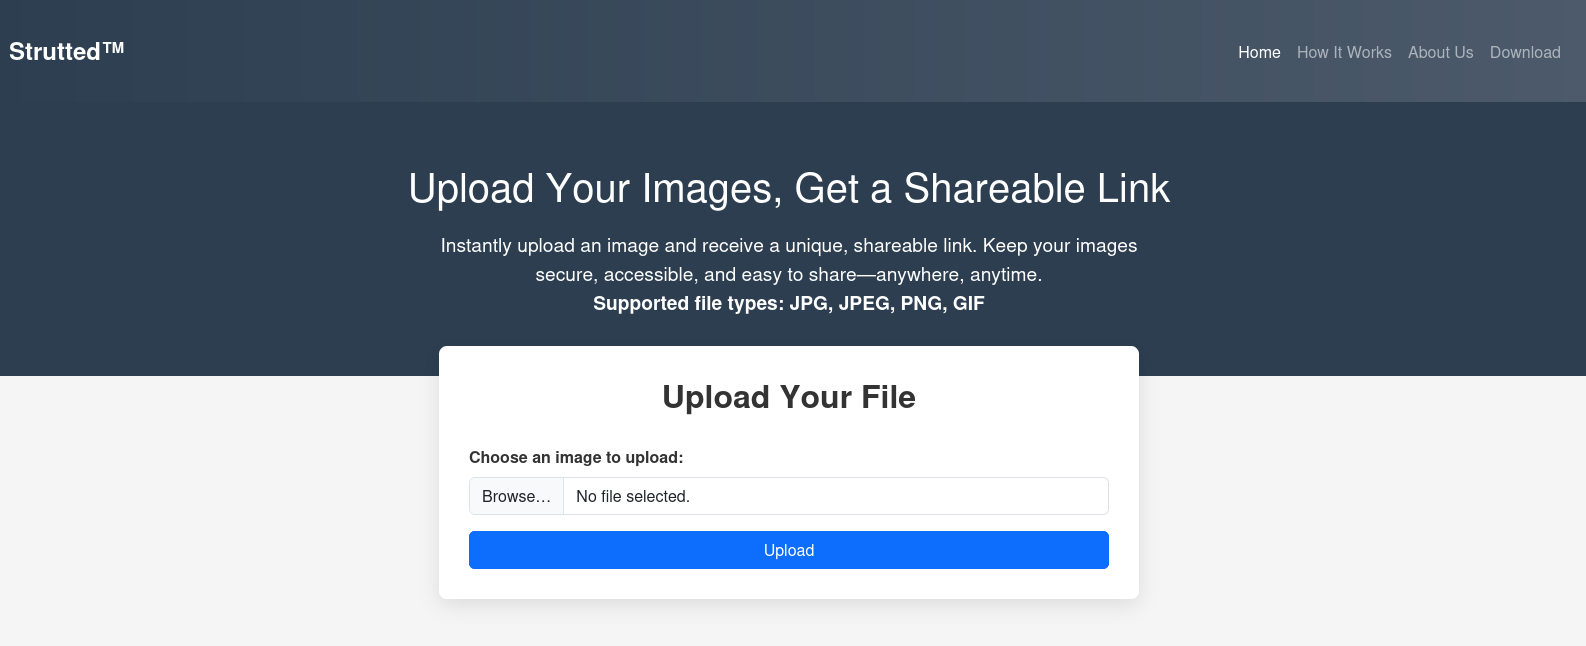 Strutted™
Home How It Works About Us Download
Upload Your Images, Get a Shareable Link
Instantly upload an image and receive a unique, shareable link. Keep your images
secure, accessible, and easy to share—anywhere, anytime.
Supported file types: JPG, JPEG, PNG, GIF
Upload Your File
Choose an image to upload:
Browse… No file selected.
Upload